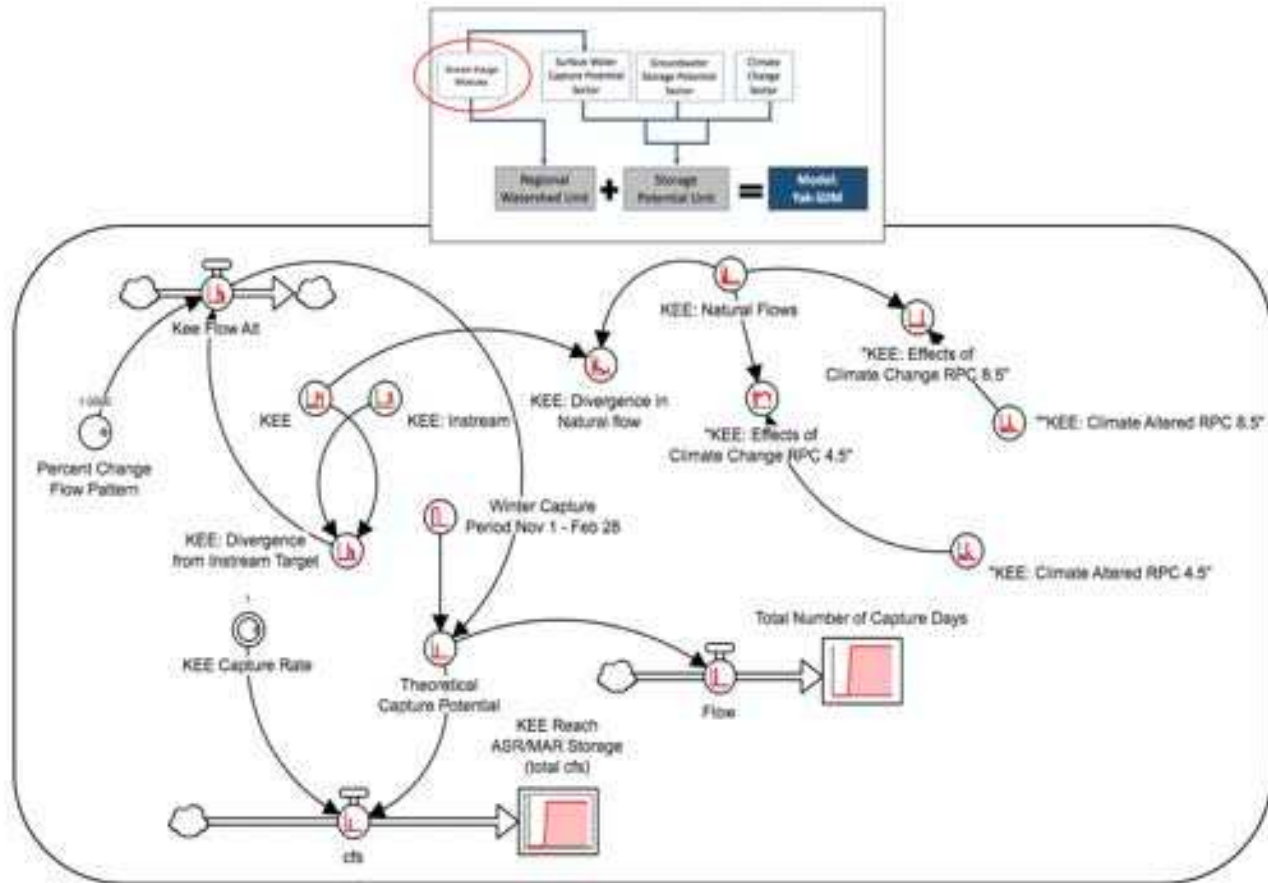 Stream Gauge
Modules
Surface Water
Capture Potential
Sector
Groundwater
Storage Potential
Sector
Climate
Change
Sector
Regional
Watershed Unit
+
Storage
Potential Unit
=
Model:
Yak-SDM
Kee Flow Alt
KEE: Natural Flows
"KEE: Effects of
Climate Change RPC 8.5"
KEE
KEE: Instream
KEE: Divergence in
Natural flow
"KEE: Effects of
Climate Change RPC 4.5"
""KEE: Climate Altered RPC 8.5"
Percent Change
Flow Pattern
Winter Capture
Period Nov 1 - Feb 28
KEE: Divergence
from Instream Target
"KEE: Climate Altered RPC 4.5"
1
KEE Capture Rate
Total Number of Capture Days
Theoretical
Capture Potential
Flow
KEE Reach
ASR/MAR Storage
(total cfs)
cfs